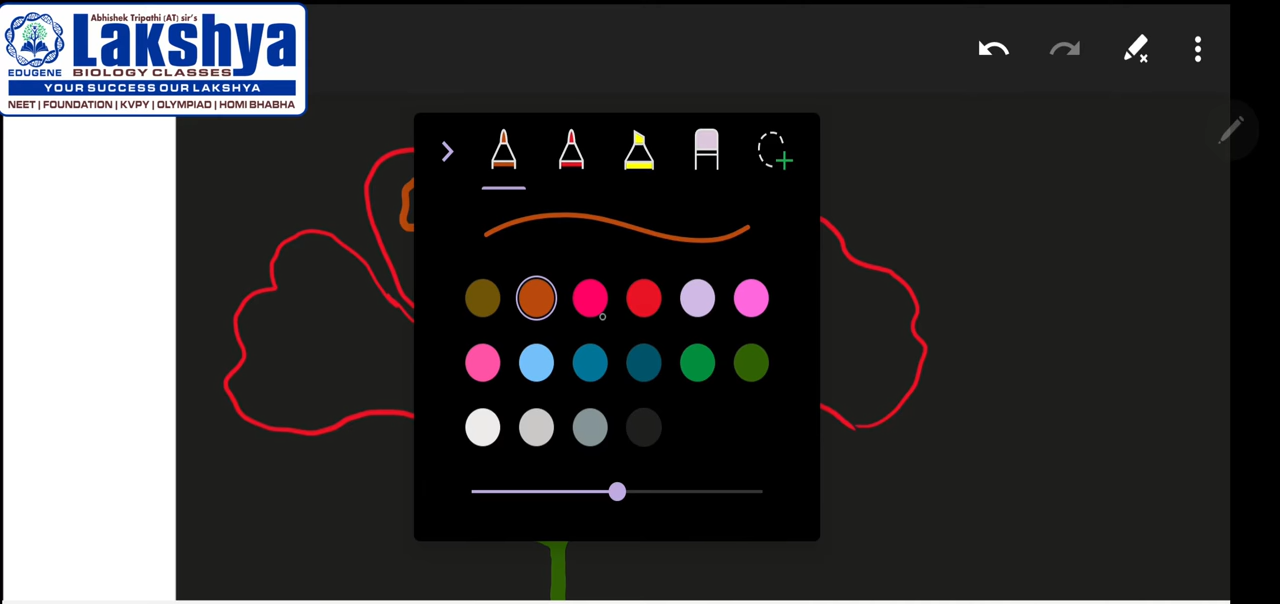 Abhishek Tripathi (AT) sir's
Lakshya
EDUGENE BIOLOGY CLASSES
YOUR SUCCESS OUR LAKSHYA
NEET | FOUNDATION | KVPY | OLYMPIAD | HOMI BHABHA